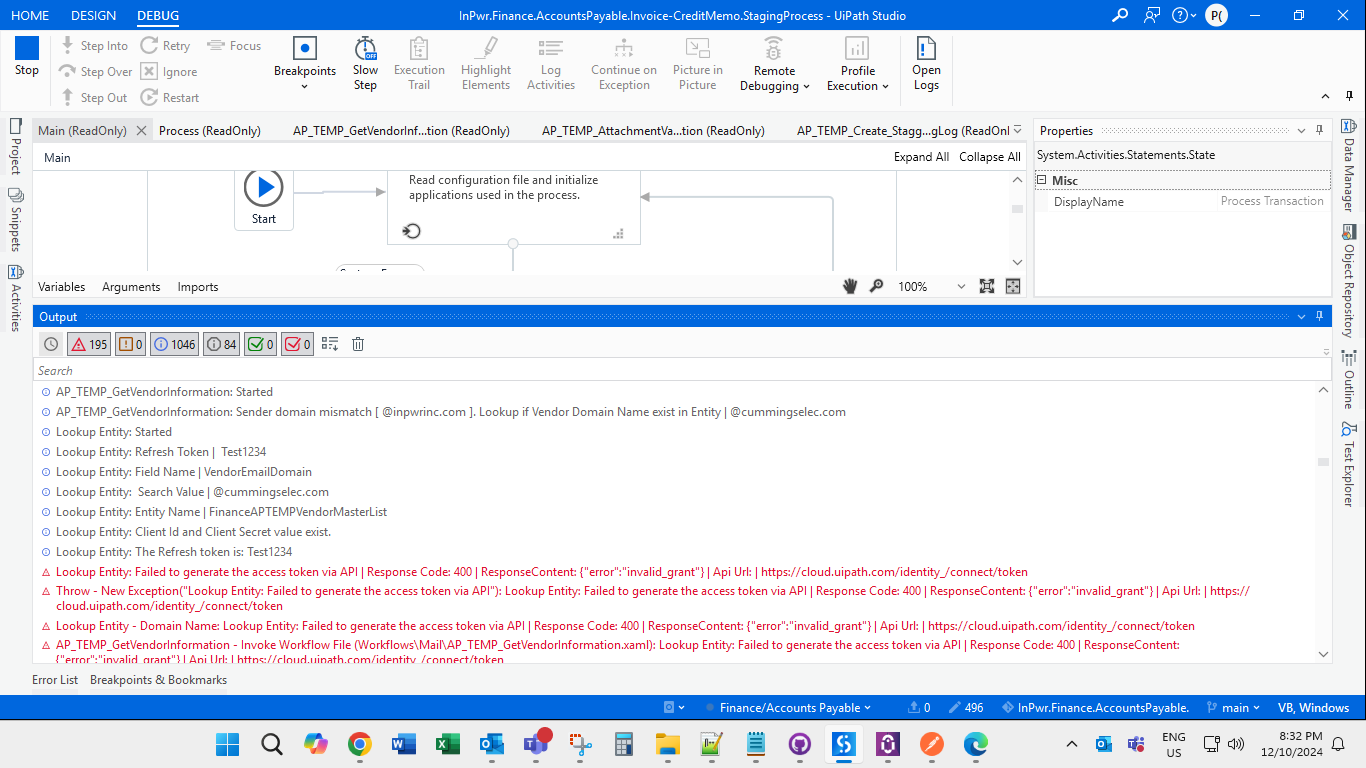 HOME DESIGN DEBUG InPwr.Finance.AccountsPayable.Invoice-CreditMemo.StagingProcess - UiPath Studio P(
Stop
Step Into Retry Focus
Step Over Ignore
Step Out Restart
Breakpoints
Slow Step
OFF
Execution Trail
Highlight Elements
Log Activities
Continue on Exception
Picture in Picture
Remote Debugging
Profile Execution
Open Logs
Main (ReadOnly) Process (ReadOnly) AP_TEMP_GetVendorInf...tion (ReadOnly) AP_TEMP_AttachmentVa...tion (ReadOnly) AP_TEMP_Create_Stagg...gLog (ReadOnl
Main Expand All Collapse All
Start
Read configuration file and initialize
applications used in the process.
Variables Arguments Imports 100%
Properties
System.Activities.Statements.State
Misc
DisplayName Process Transaction
Project
Snippets
Activities
Data Manager
Object Repository
Outline
Test Explorer
Output
195 0 1046 84 0 0
Search
AP_TEMP_GetVendorInformation: Started
AP_TEMP_GetVendorInformation: Sender domain mismatch [ @inpwrinc.com ]. Lookup if Vendor Domain Name exist in Entity | @cummingselec.com
Lookup Entity: Started
Lookup Entity: Refresh Token | Test1234
Lookup Entity: Field Name | VendorEmailDomain
Lookup Entity: Search Value | @cummingselec.com
Lookup Entity: Entity Name | FinanceAPTEMPVendorMasterList
Lookup Entity: Client Id and Client Secret value exist.
Lookup Entity: The Refresh token is: Test1234
Lookup Entity: Failed to generate the access token via API | Response Code: 400 | ResponseContent: {"error":"invalid_grant"} | Api Url: | https://cloud.uipath.com/identity_/connect/token
Throw - New Exception("Lookup Entity: Failed to generate the access token via API"): Lookup Entity: Failed to generate the access token via API | Response Code: 400 | ResponseContent: {"error":"invalid_grant"} | Api Url: | https://
cloud.uipath.com/identity_/connect/token
Lookup Entity - Domain Name: Lookup Entity: Failed to generate the access token via API | Response Code: 400 | ResponseContent: {"error":"invalid_grant"} | Api Url: | https://cloud.uipath.com/identity_/connect/token
AP_TEMP_GetVendorInformation - Invoke Workflow File (Workflows\Mail\AP_TEMP_GetVendorInformation.xaml): Lookup Entity: Failed to generate the access token via API | Response Code: 400 | ResponseContent:
{"error":"invalid_grant"} | Api Url: | https://cloud.uipath.com/identity_/connect/token
Error List Breakpoints & Bookmarks
Finance/Accounts Payable 0 496 InPwr.Finance.AccountsPayable. main VB, Windows
ENG
US
8:32 PM
12/10/2024